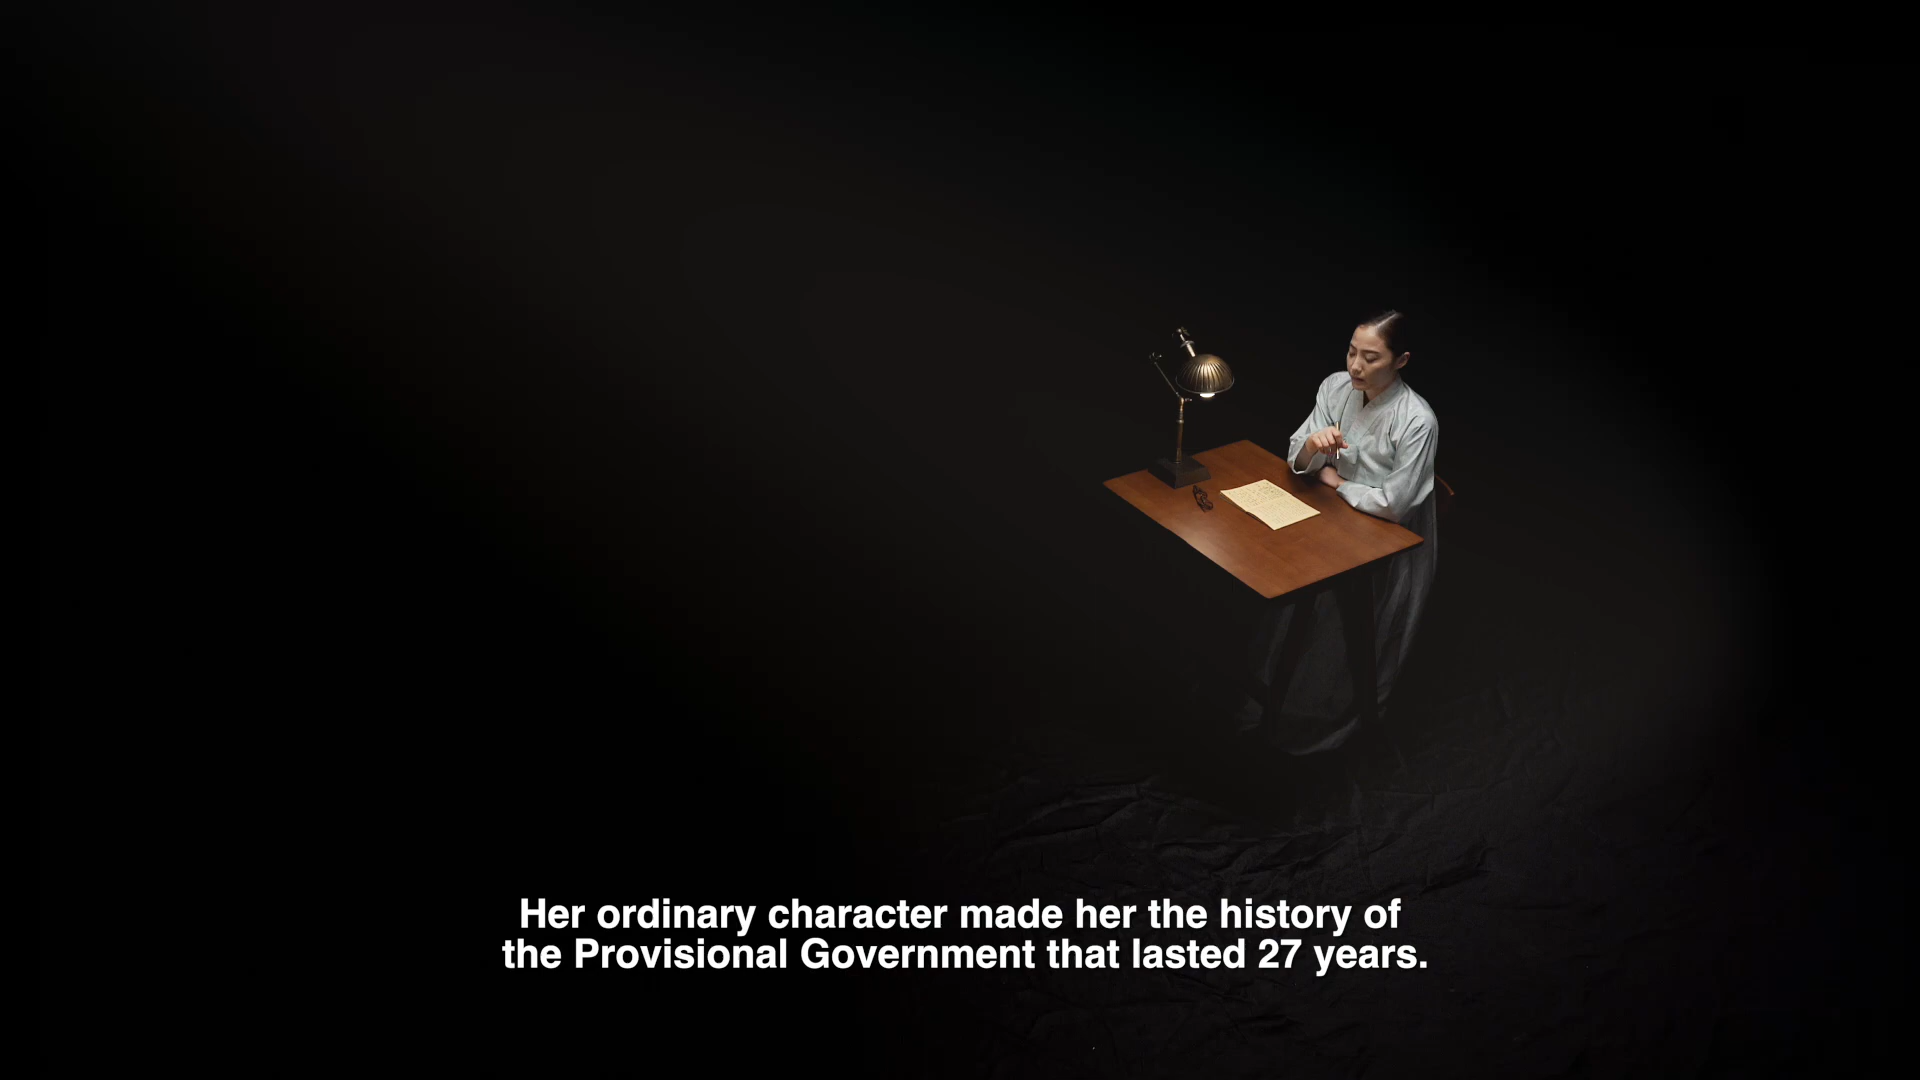 Her ordinary character made her the history of
the Provisional Government that lasted 27 years.